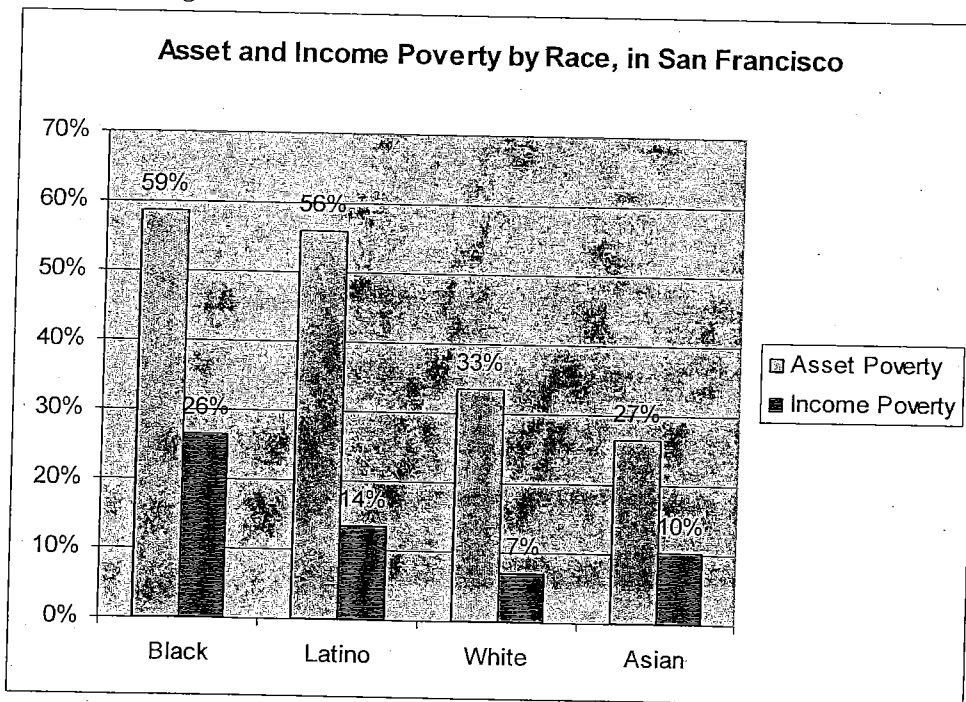 Asset and Income Poverty by Race, in San Francisco
70%
60%
50%
40%
30%
20%
10%
0%
59%
26%
56%
14%
33%
7%
27%
10%
Black
Latino
White
Asian
Asset Poverty
Income Poverty